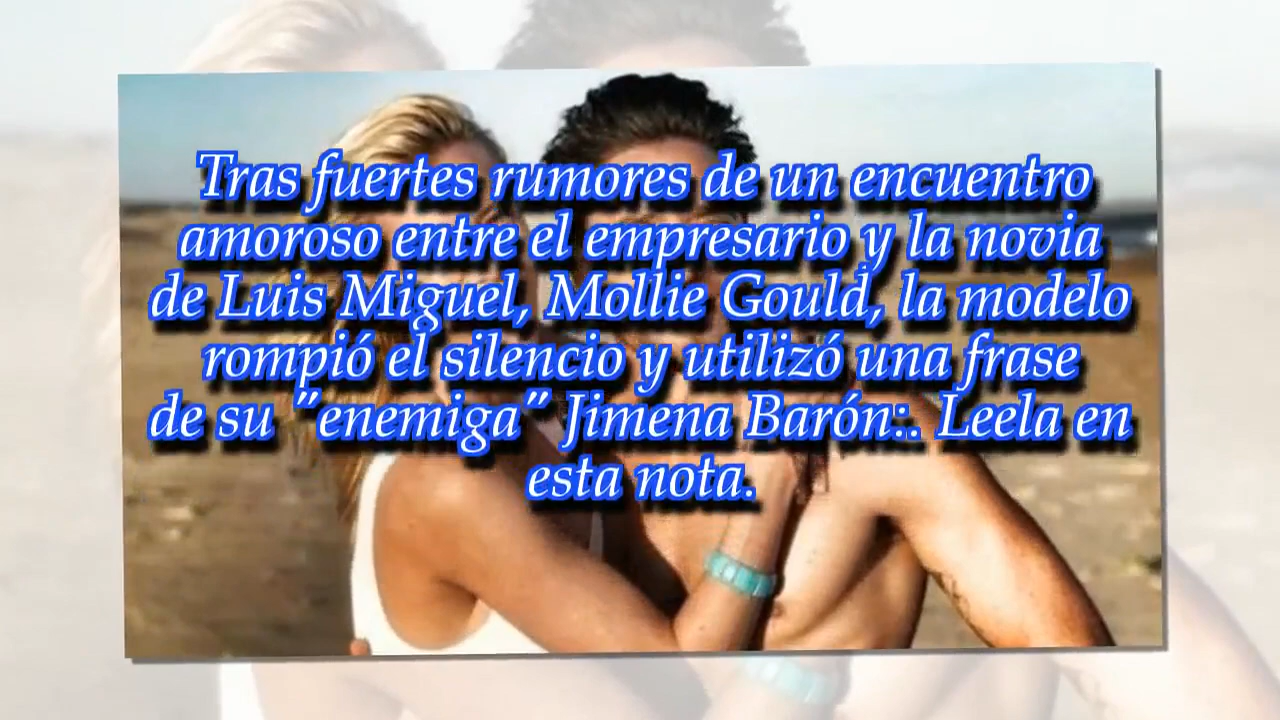 Tras fuertes rumores de un encuentro
amoroso entre el empresario y la novia
de Luis Miguel, Mollie Gould, la modelo
rompió el silencio y utilizó una frase
de su "enemiga" Jimena Barón:. Leela en
esta nota.